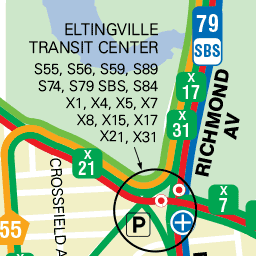 ELTINGVILLE
TRANSIT CENTER
S55, S56, S59, S89
S74, S79 SBS, S84
X1, X4, X5, X7
X8, X15, X17
X21, X31
79
SBS
X
17
X
31
RICHMOND
AV
X
21
X
7
CROSSFIELD A
55
P